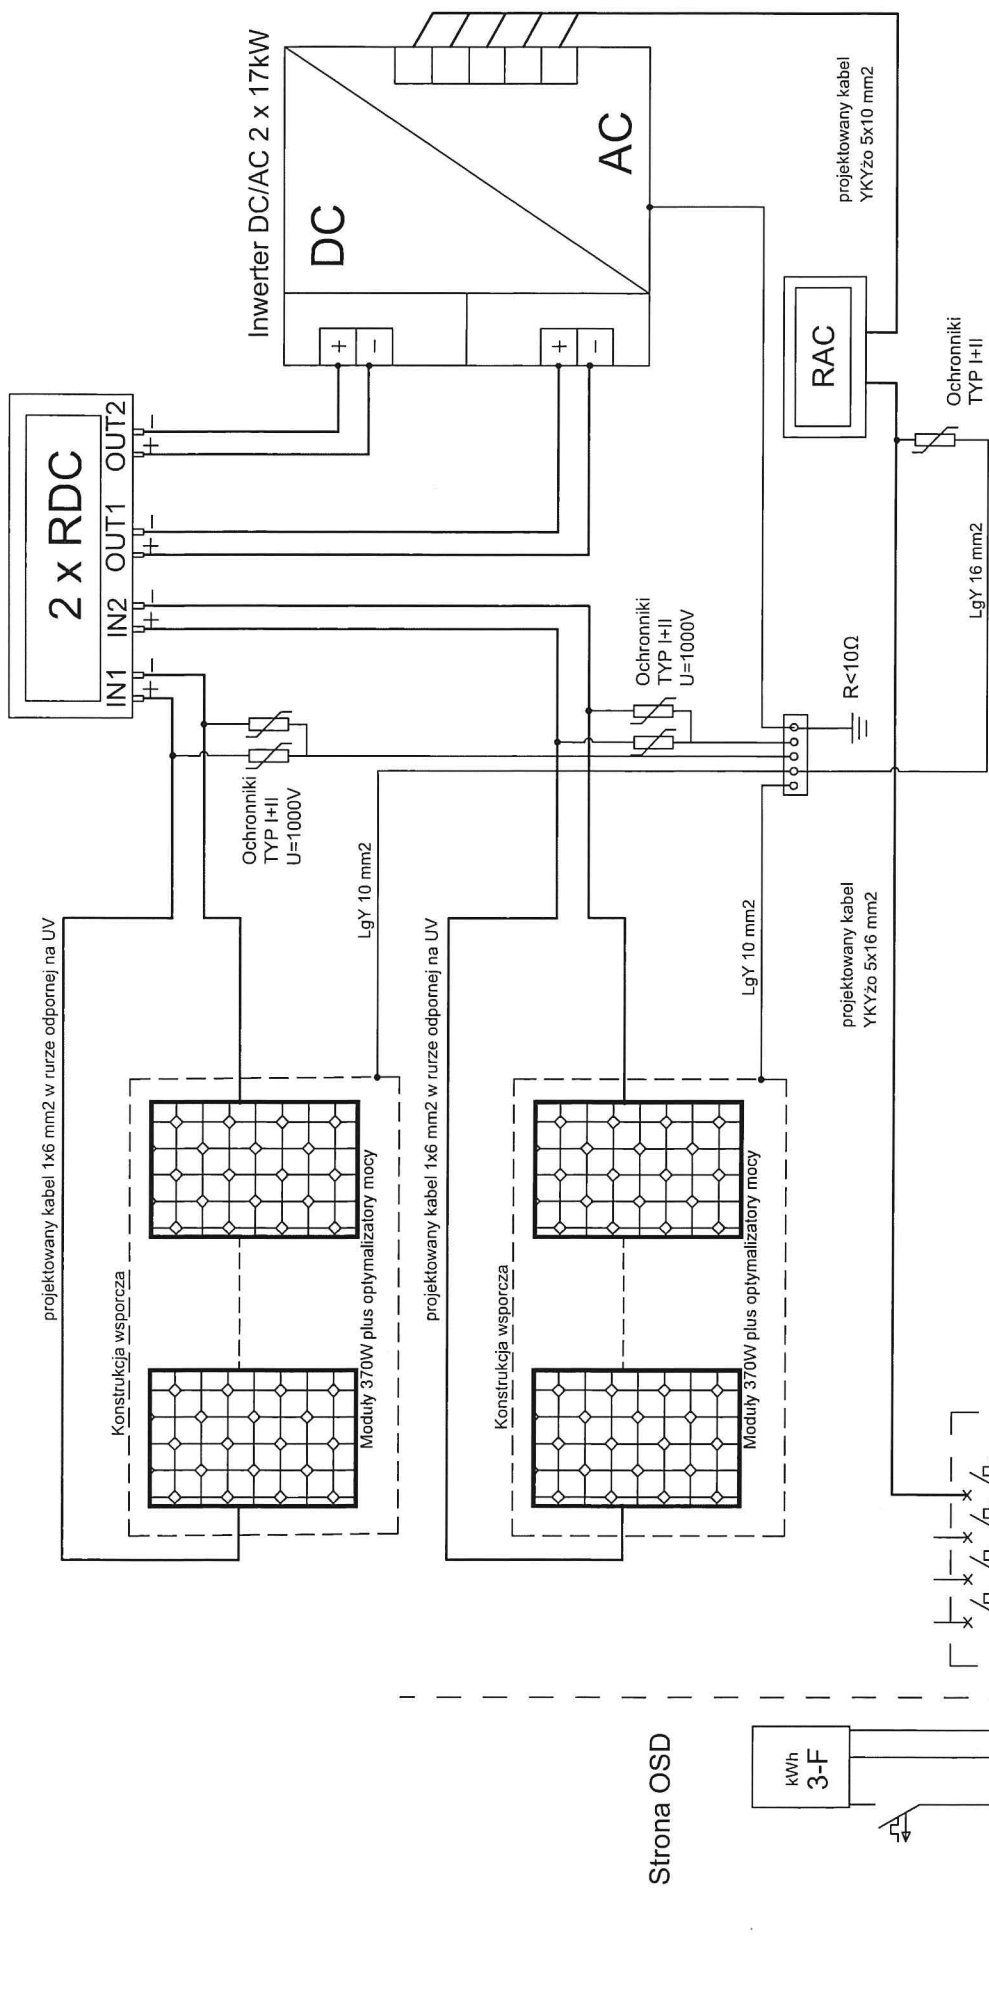 2 x RDC
IN1
IN2
OUT1
OUT2
+
−
+
−
+
−
+
−
Inwerter DC/AC 2 x 17kW
DC
AC
+
−
+
−
projektowany kabel
YKYżo 5x10 mm2
RAC
Ochronniki
TYP I+II
LgY 16 mm2
Ochronniki
TYP I+II
U=1000V
Ochronniki
TYP I+II
U=1000V
R<10Ω
projektowany kabel 1x6 mm2 w rurze odpornej na UV
LgY 10 mm2
projektowany kabel 1x6 mm2 w rurze odpornej na UV
LgY 10 mm2
projektowany kabel
YKYżo 5x16 mm2
Konstrukcja wsporcza
Moduły 370W plus optymalizatory mocy
Konstrukcja wsporcza
Moduły 370W plus optymalizatory mocy
Strona OSD
kWh
3-F